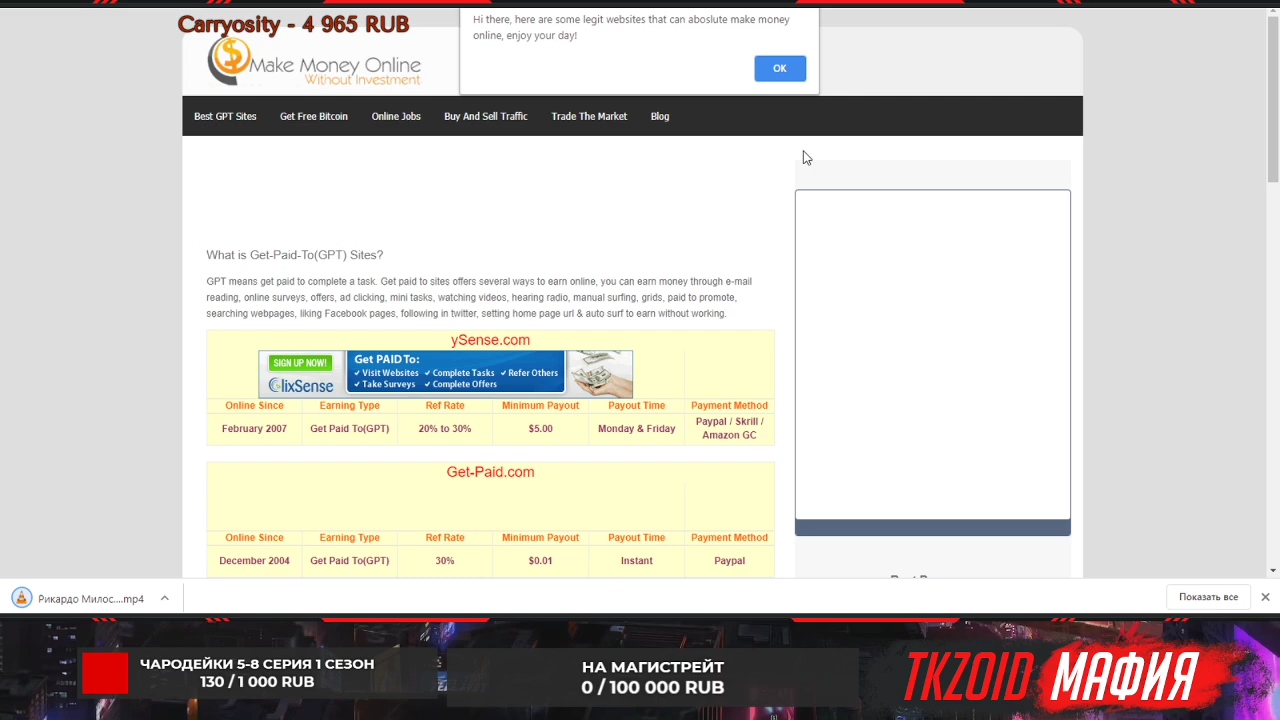 Carryosity - 4 965 RUB
Hi there, here are some legit websites that can aboslute make money
online, enjoy your day!
OK
Make Money Online
Without Investment
Best GPT Sites Get Free Bitcoin Online Jobs Buy And Sell Traffic Trade The Market Blog
What is Get-Paid-To(GPT) Sites?
GPT means get paid to complete a task. Get paid to sites offers several ways to earn online, you can earn money through e-mail
reading, online surveys, offers, ad clicking, mini tasks, watching videos, hearing radio, manual surfing, grids, paid to promote,
searching webpages, liking Facebook pages, following in twitter, setting home page url & auto surf to earn without working.
ySense.com
SIGN UP NOW!
ClixSense
Get PAID To:
✓ Visit Websites ✓ Complete Tasks ✓ Refer Others
✓ Take Surveys ✓ Complete Offers
Online Since Earning Type Ref Rate Minimum Payout Payout Time Payment Method
February 2007 Get Paid To(GPT) 20% to 30% $5.00 Monday & Friday Paypal / Skrill /
Amazon GC
Get-Paid.com
Online Since Earning Type Ref Rate Minimum Payout Payout Time Payment Method
December 2004 Get Paid To(GPT) 30% $0.01 Instant Paypal
Рикардо Милос....mp4
Показать все
ЧАРОДЕЙКИ 5-8 СЕРИЯ 1 СЕЗОН
130 / 1 000 RUB
НА МАГИСТРЕЙТ
0 / 100 000 RUB
TKZOID МАФИЯ